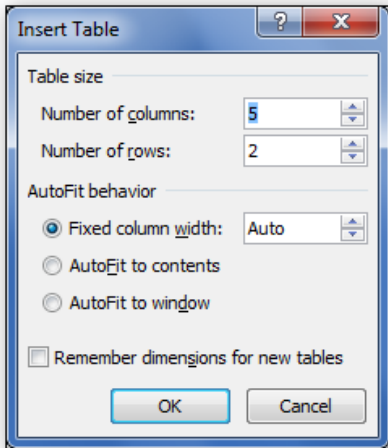 Insert Table
Table size
Number of columns: 5
Number of rows: 2
AutoFit behavior
Fixed column width: Auto
AutoFit to contents
AutoFit to window
Remember dimensions for new tables
OK Cancel